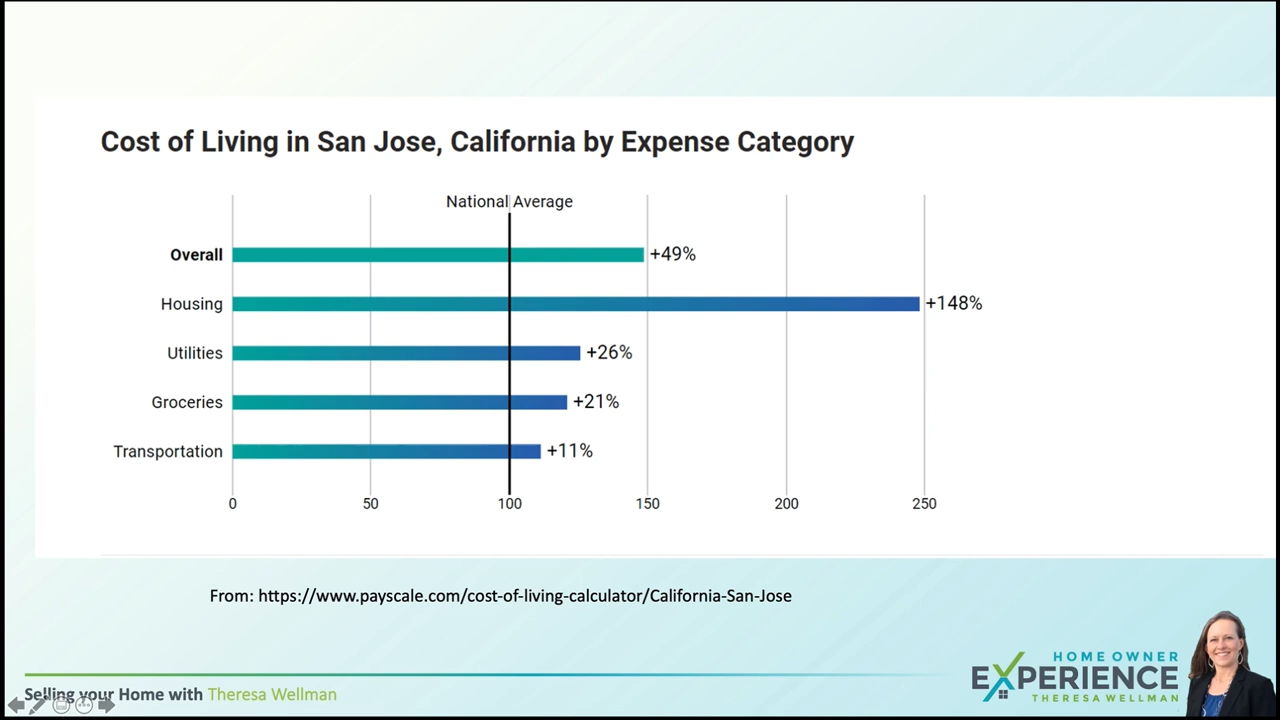 Cost of Living in San Jose, California by Expense Category
National Average
Overall +49%
Housing +148%
Utilities +26%
Groceries +21%
Transportation +11%
0 50 100 150 200 250
From: https://www.payscale.com/cost-of-living-calculator/California-San-Jose
HOME OWNER
EXPERIENCE
THERESA WELLMAN
Selling your Home with Theresa Wellman